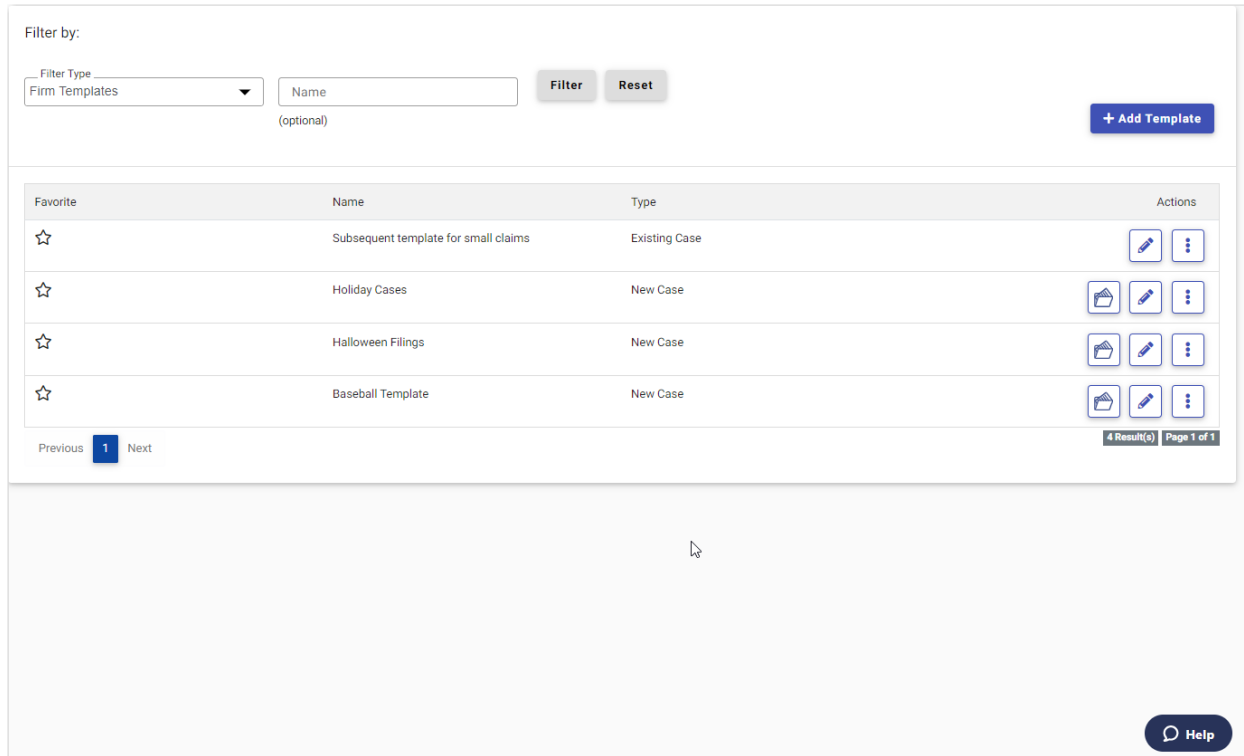 Filter by:
Filter Type
Firm Templates
Name
(optional)
Filter
Reset
+ Add Template
Favorite Name Type Actions
Subsequent template for small claims Existing Case
Holiday Cases New Case
Halloween Filings New Case
Baseball Template New Case
Previous 1 Next
4 Result(s) Page 1 of 1
Help